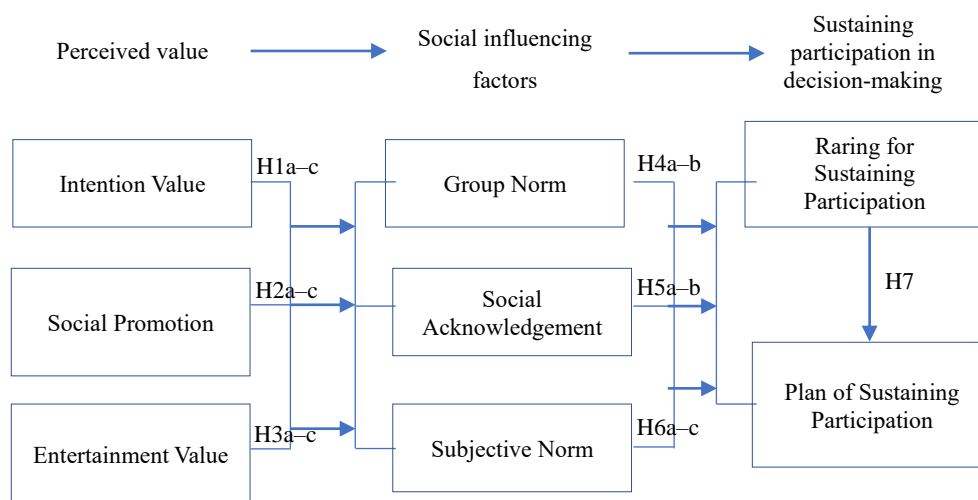 Perceived value
Social influencing
factors
Sustaining
participation in
decision-making
Intention Value
H1a–c
Group Norm
H4a–b
Raring for
Sustaining
Participation
Social Promotion
H2a–c
Social
Acknowledgement
H5a–b
H7
Entertainment Value
H3a–c
Subjective Norm
H6a–c
Plan of Sustaining
Participation